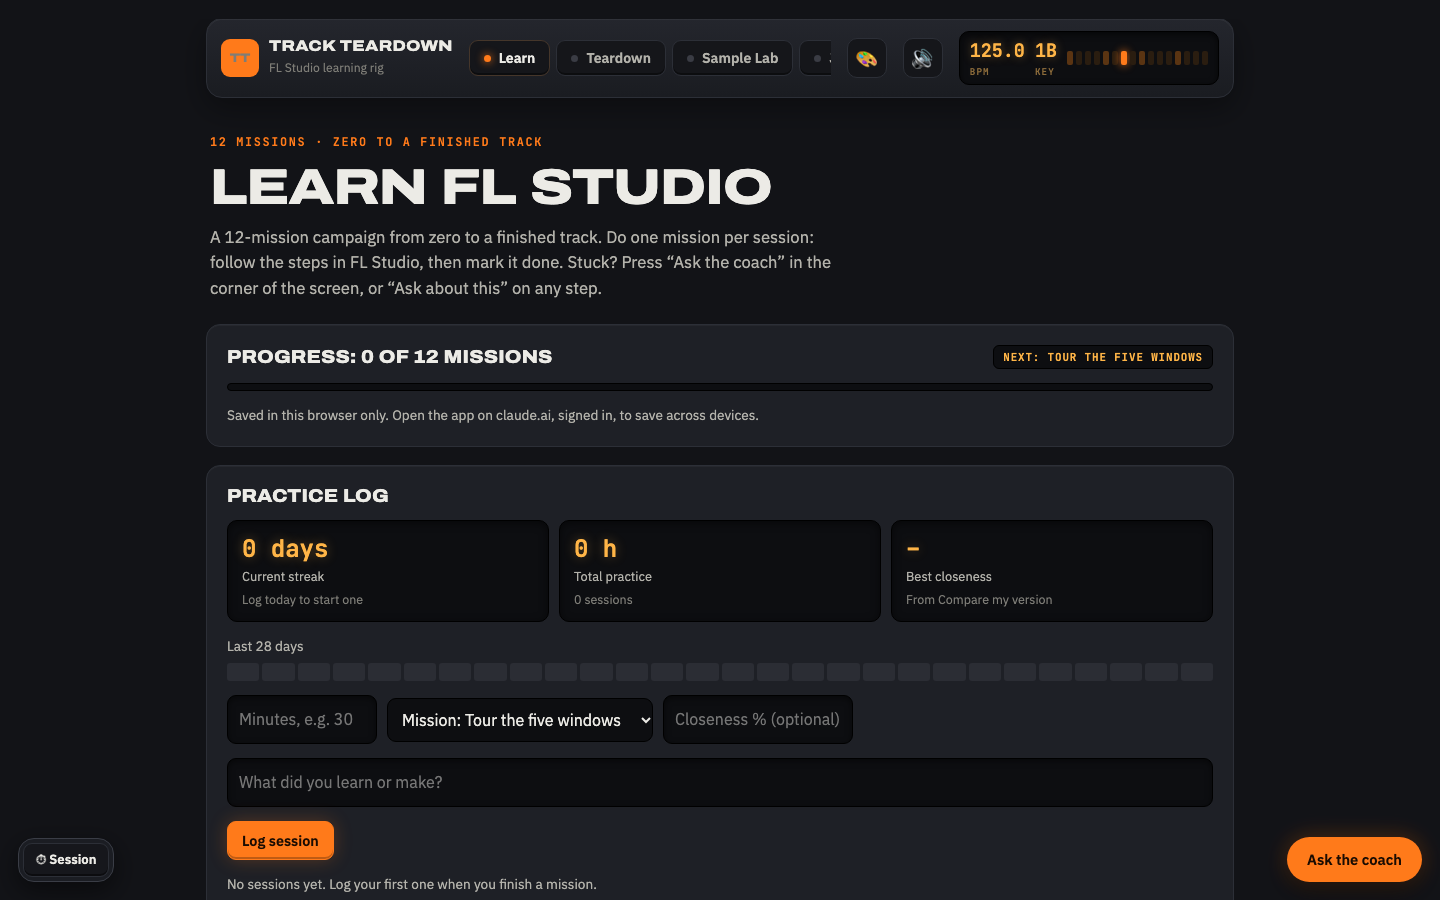 TT
TRACK TEARDOWN
FL Studio learning rig
Learn
Teardown
Sample Lab
125.0 1B
BPM KEY
12 MISSIONS · ZERO TO A FINISHED TRACK
LEARN FL STUDIO
A 12-mission campaign from zero to a finished track. Do one mission per session:
follow the steps in FL Studio, then mark it done. Stuck? Press “Ask the coach” in the
corner of the screen, or “Ask about this” on any step.
PROGRESS: 0 OF 12 MISSIONS
NEXT: TOUR THE FIVE WINDOWS
Saved in this browser only. Open the app on claude.ai, signed in, to save across devices.
PRACTICE LOG
0 days
Current streak
Log today to start one
0 h
Total practice
0 sessions
–
Best closeness
From Compare my version
Last 28 days
Minutes, e.g. 30
Mission: Tour the five windows
Closeness % (optional)
What did you learn or make?
Log session
No sessions yet. Log your first one when you finish a mission.
Session
Ask the coach